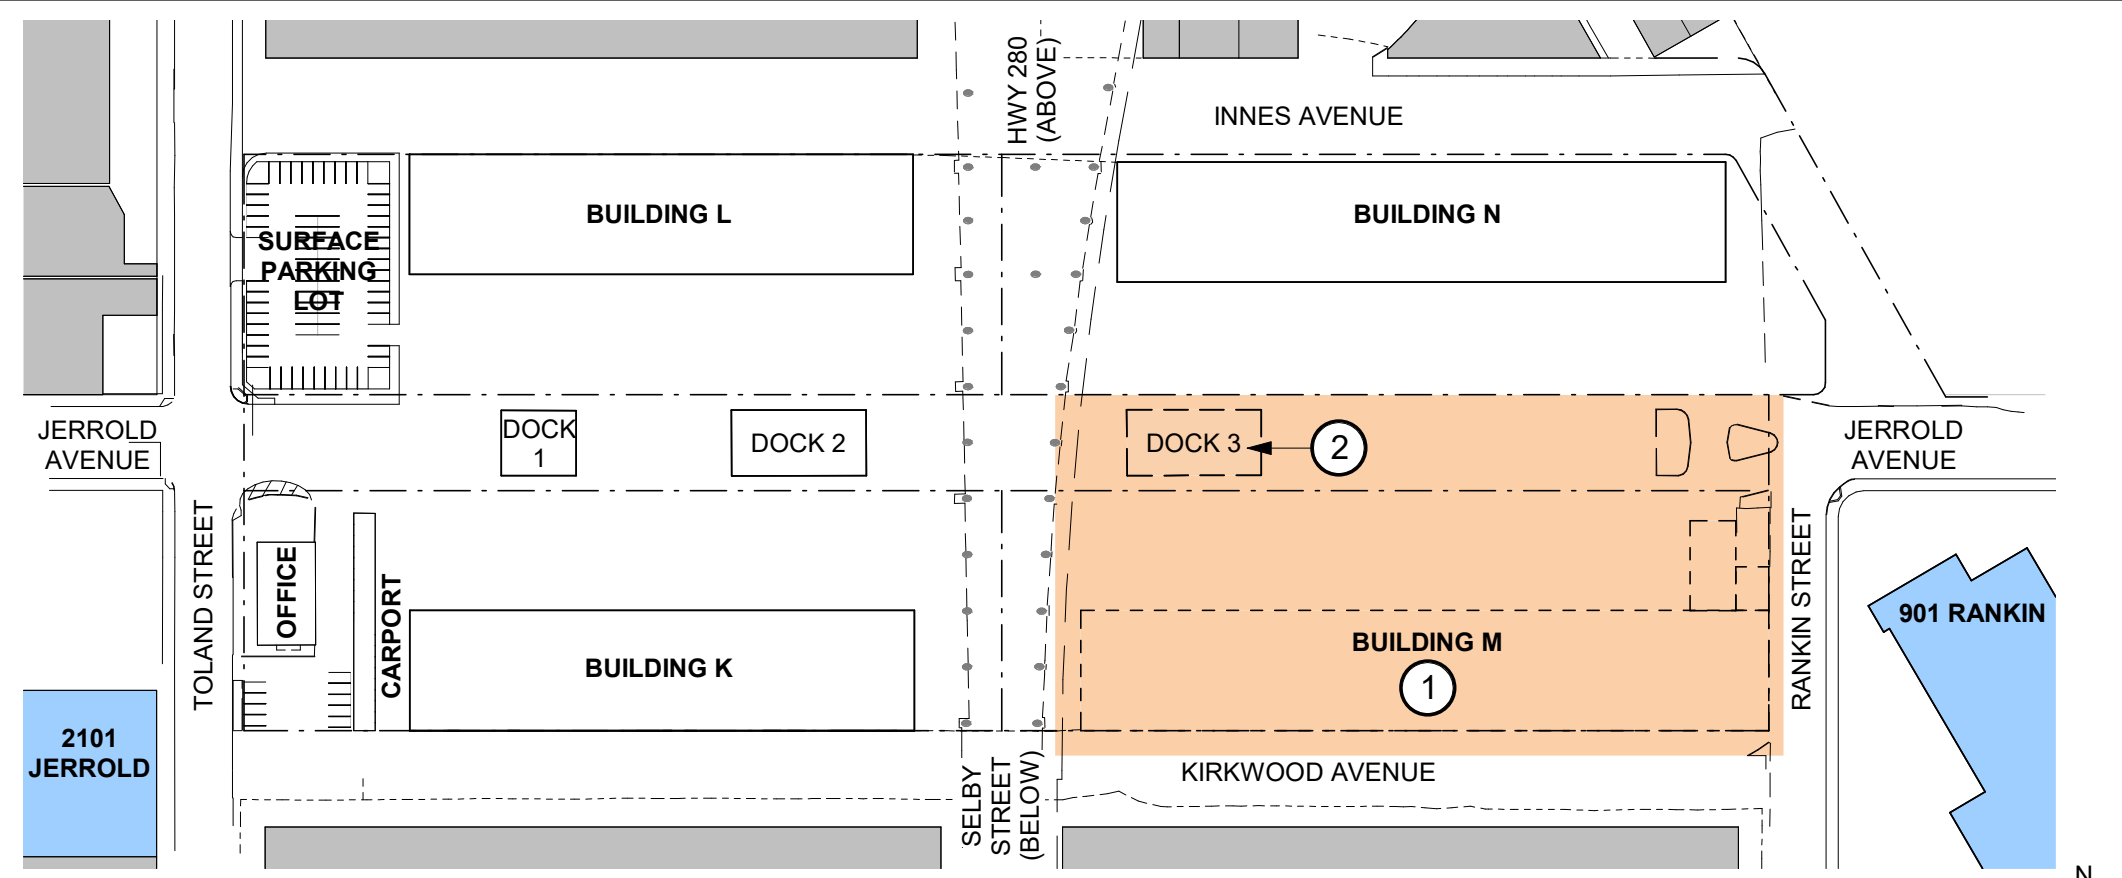 HWY 280
(ABOVE)
INNES AVENUE
BUILDING L
BUILDING N
SURFACE
PARKING
LOT
JERROLD
AVENUE
DOCK
1
DOCK 2
DOCK 3
2
JERROLD
AVENUE
TOLAND STREET
OFFICE
CARPORT
BUILDING K
BUILDING M
1
RANKIN STREET
901 RANKIN
2101
JERROLD
SELBY
STREET
(BELOW)
KIRKWOOD AVENUE
N